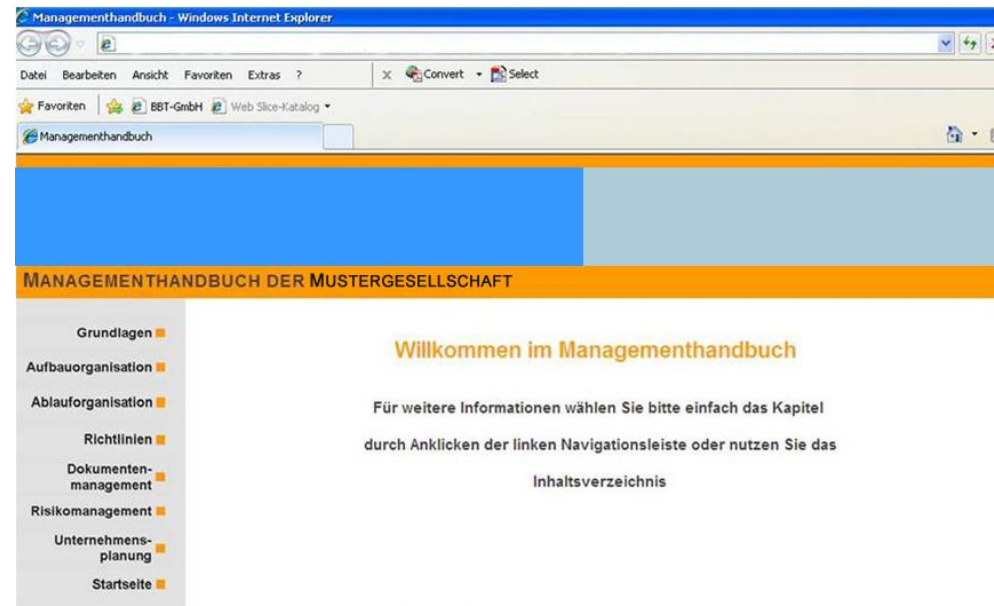 Managementhandbuch - Windows Internet Explorer
Datei Bearbeiten Ansicht Favoriten Extras ? x Convert Select
Favoriten BBT-GmbH Web Slice-Katalog
Managementhandbuch
MANAGEMENTHANDBUCH DER MUSTERGESELLSCHAFT
Grundlagen
Aufbauorganisation
Ablauforganisation
Richtlinien
Dokumenten-
management
Risikomanagement
Unternehmens-
planung
Startseite
Willkommen im Managementhandbuch
Für weitere Informationen wählen Sie bitte einfach das Kapitel
durch Anklicken der linken Navigationsleiste oder nutzen Sie das
Inhaltsverzeichnis